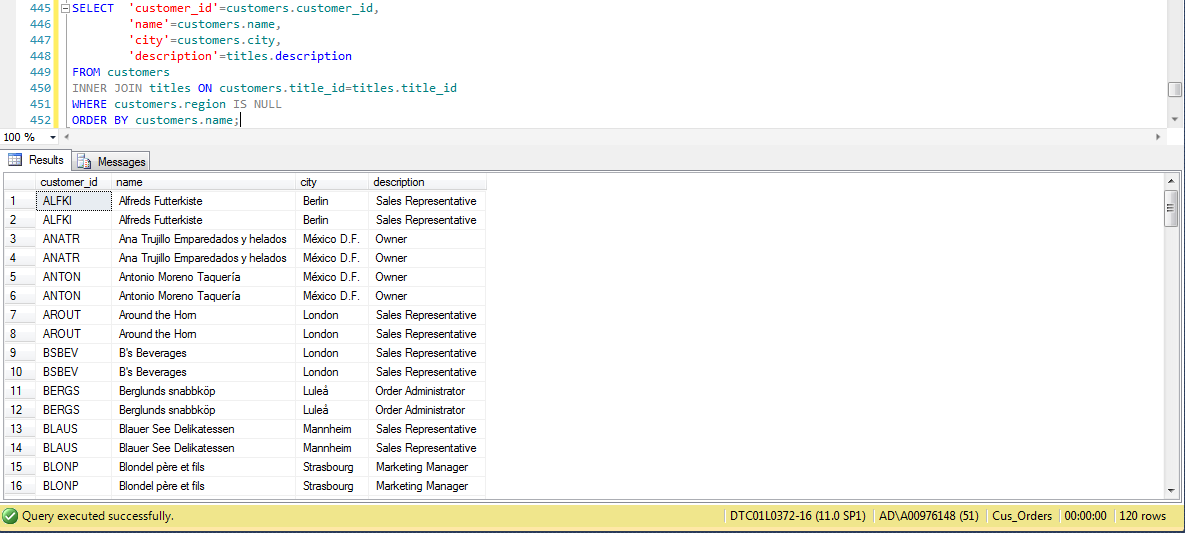 445 SELECT 'customer_id'=customers.customer_id,
446 'name'=customers.name,
447 'city'=customers.city,
448 'description'=titles.description
449 FROM customers
450 INNER JOIN titles ON customers.title_id=titles.title_id
451 WHERE customers.region IS NULL
452 ORDER BY customers.name;
100 %
Results Messages
customer_id name city description
1 ALFKI Alfreds Futterkiste Berlin Sales Representative
2 ALFKI Alfreds Futterkiste Berlin Sales Representative
3 ANATR Ana Trujillo Emparedados y helados México D.F. Owner
4 ANATR Ana Trujillo Emparedados y helados México D.F. Owner
5 ANTON Antonio Moreno Taquería México D.F. Owner
6 ANTON Antonio Moreno Taquería México D.F. Owner
7 AROUT Around the Horn London Sales Representative
8 AROUT Around the Horn London Sales Representative
9 BSBEV B's Beverages London Sales Representative
10 BSBEV B's Beverages London Sales Representative
11 BERGS Berglunds snabbköp Luleå Order Administrator
12 BERGS Berglunds snabbköp Luleå Order Administrator
13 BLAUS Blauer See Delikatessen Mannheim Sales Representative
14 BLAUS Blauer See Delikatessen Mannheim Sales Representative
15 BLONP Blondel père et fils Strasbourg Marketing Manager
16 BLONP Blondel père et fils Strasbourg Marketing Manager
Query executed successfully. DTC01L0372-16 (11.0 SP1) AD\A00976148 (51) Cus_Orders 00:00:00 120 rows